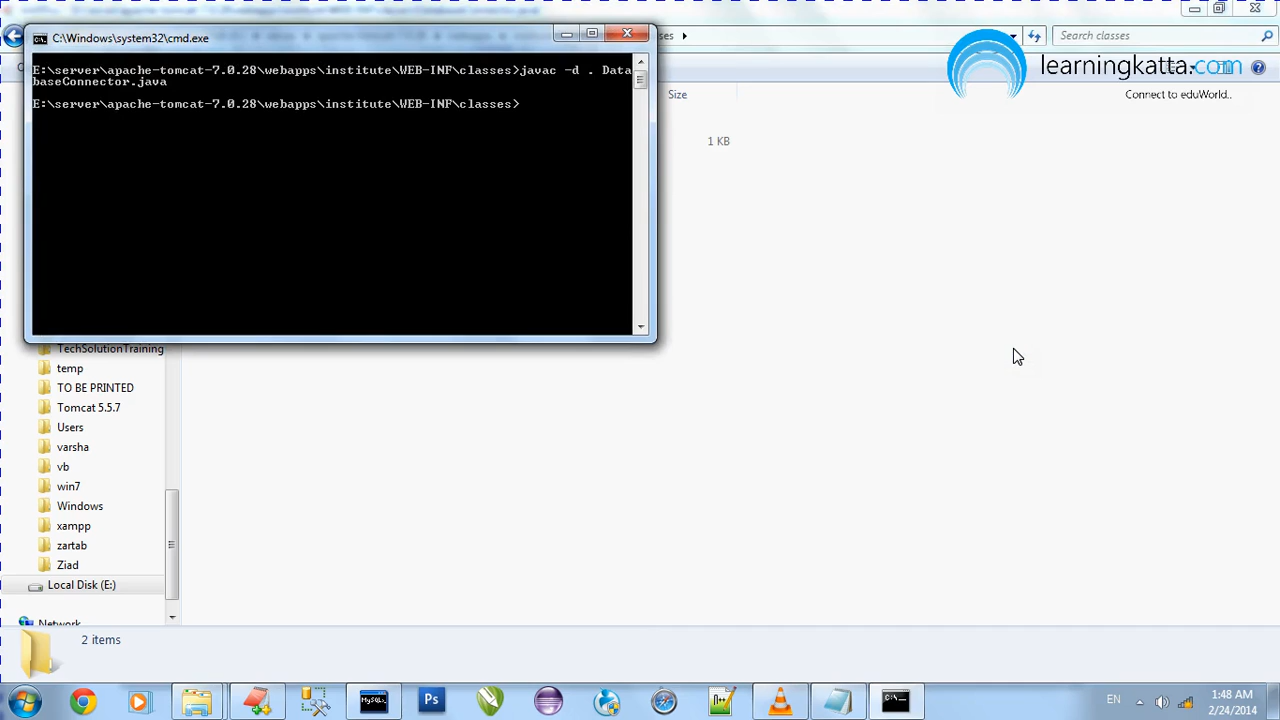 C:\Windows\system32\cmd.exe
E:\server\apache-tomcat-7.0.28\webapps\institute\WEB-INF\classes>javac -d . Data
baseConnector.java
E:\server\apache-tomcat-7.0.28\webapps\institute\WEB-INF\classes>
Search classes
learningkatta.com
Connect to eduWorld..
Size
1 KB
TechSolutionTraining
temp
TO BE PRINTED
Tomcat 5.5.7
Users
varsha
vb
win7
Windows
xampp
zartab
Ziad
Local Disk (E:)
Network
2 items
MySQL
Ps
EN
1:48 AM
2/24/2014